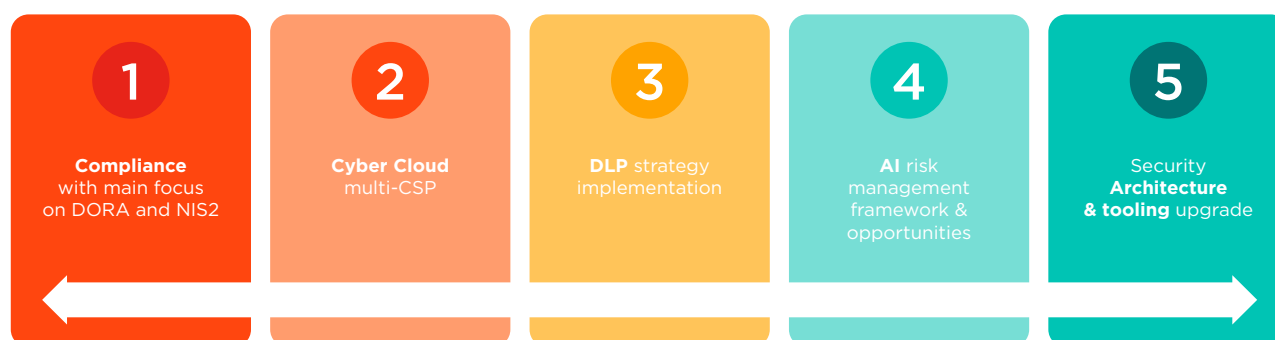 1
Compliance
with main focus
on DORA and NIS2
2
Cyber Cloud
multi-CSP
3
DLP strategy
implementation
4
AI risk
management
framework &
opportunities
5
Security
Architecture
& tooling upgrade